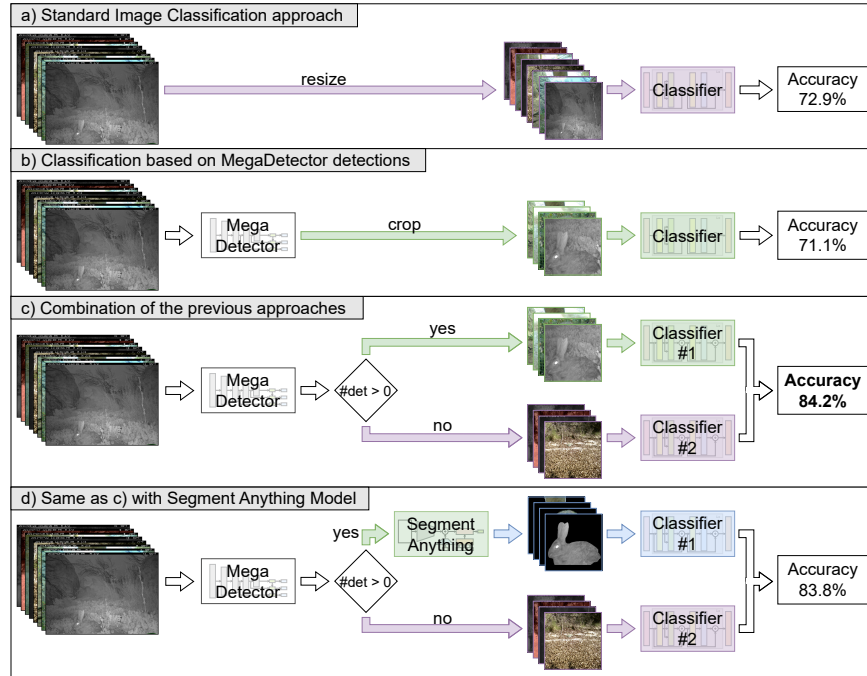 a) Standard Image Classification approach
resize
Classifier
Accuracy
72.9%
b) Classification based on MegaDetector detections
Mega
Detector
crop
Classifier
Accuracy
71.1%
c) Combination of the previous approaches
Mega
Detector
#det > 0
yes
Classifier
#1
no
Classifier
#2
Accuracy
84.2%
d) Same as c) with Segment Anything Model
Mega
Detector
#det > 0
yes
Segment
Anything
Classifier
#1
no
Classifier
#2
Accuracy
83.8%